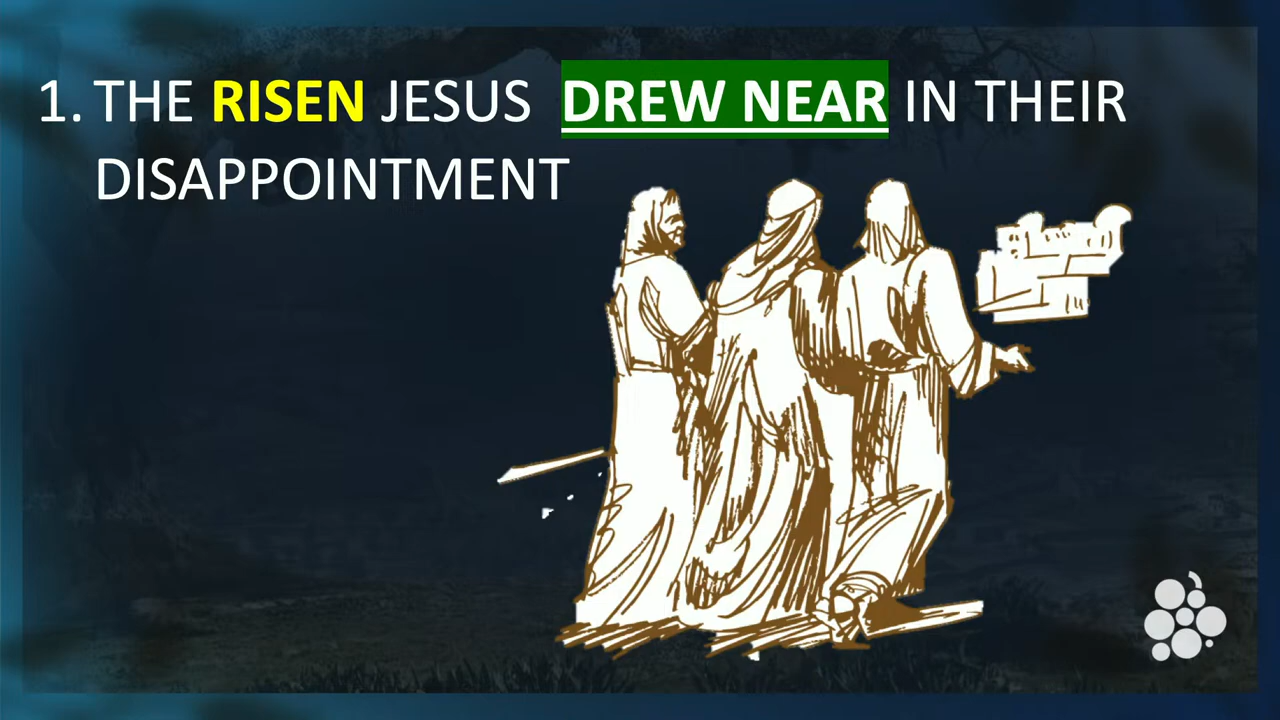 1. THE RISEN JESUS DREW NEAR IN THEIR
DISAPPOINTMENT